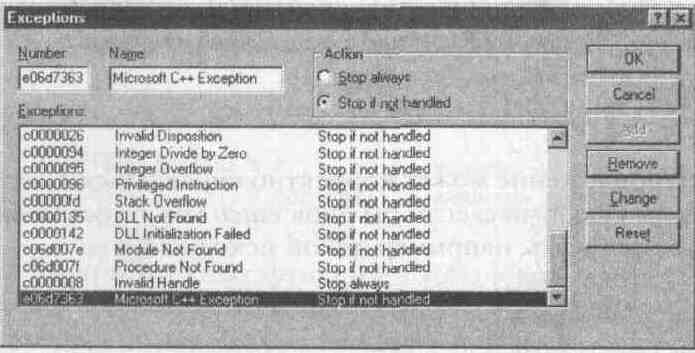 Exceptions
Number: Name: Action
e06d7363 Microsoft C++ Exception Stop always
Stop if not handled
Exceptions:
c0000026 Invalid Disposition Stop if not handled
c0000094 Integer Divide by Zero Stop if not handled
c0000095 Integer Overflow Stop if not handled
c0000096 Privileged Instruction Stop if not handled
c00000fd Stack Overflow Stop if not handled
c0000135 DLL Not Found Stop if not handled
c0000142 DLL Initialization Failed Stop if not handled
c06d007e Module Not Found Stop if not handled
c06d007f Procedure Not Found Stop if not handled
c0000008 Invalid Handle Stop always
e06d7363 Microsoft C++ Exception Stop if not handled
OK
Cancel
Add
Remove
Change
Reset